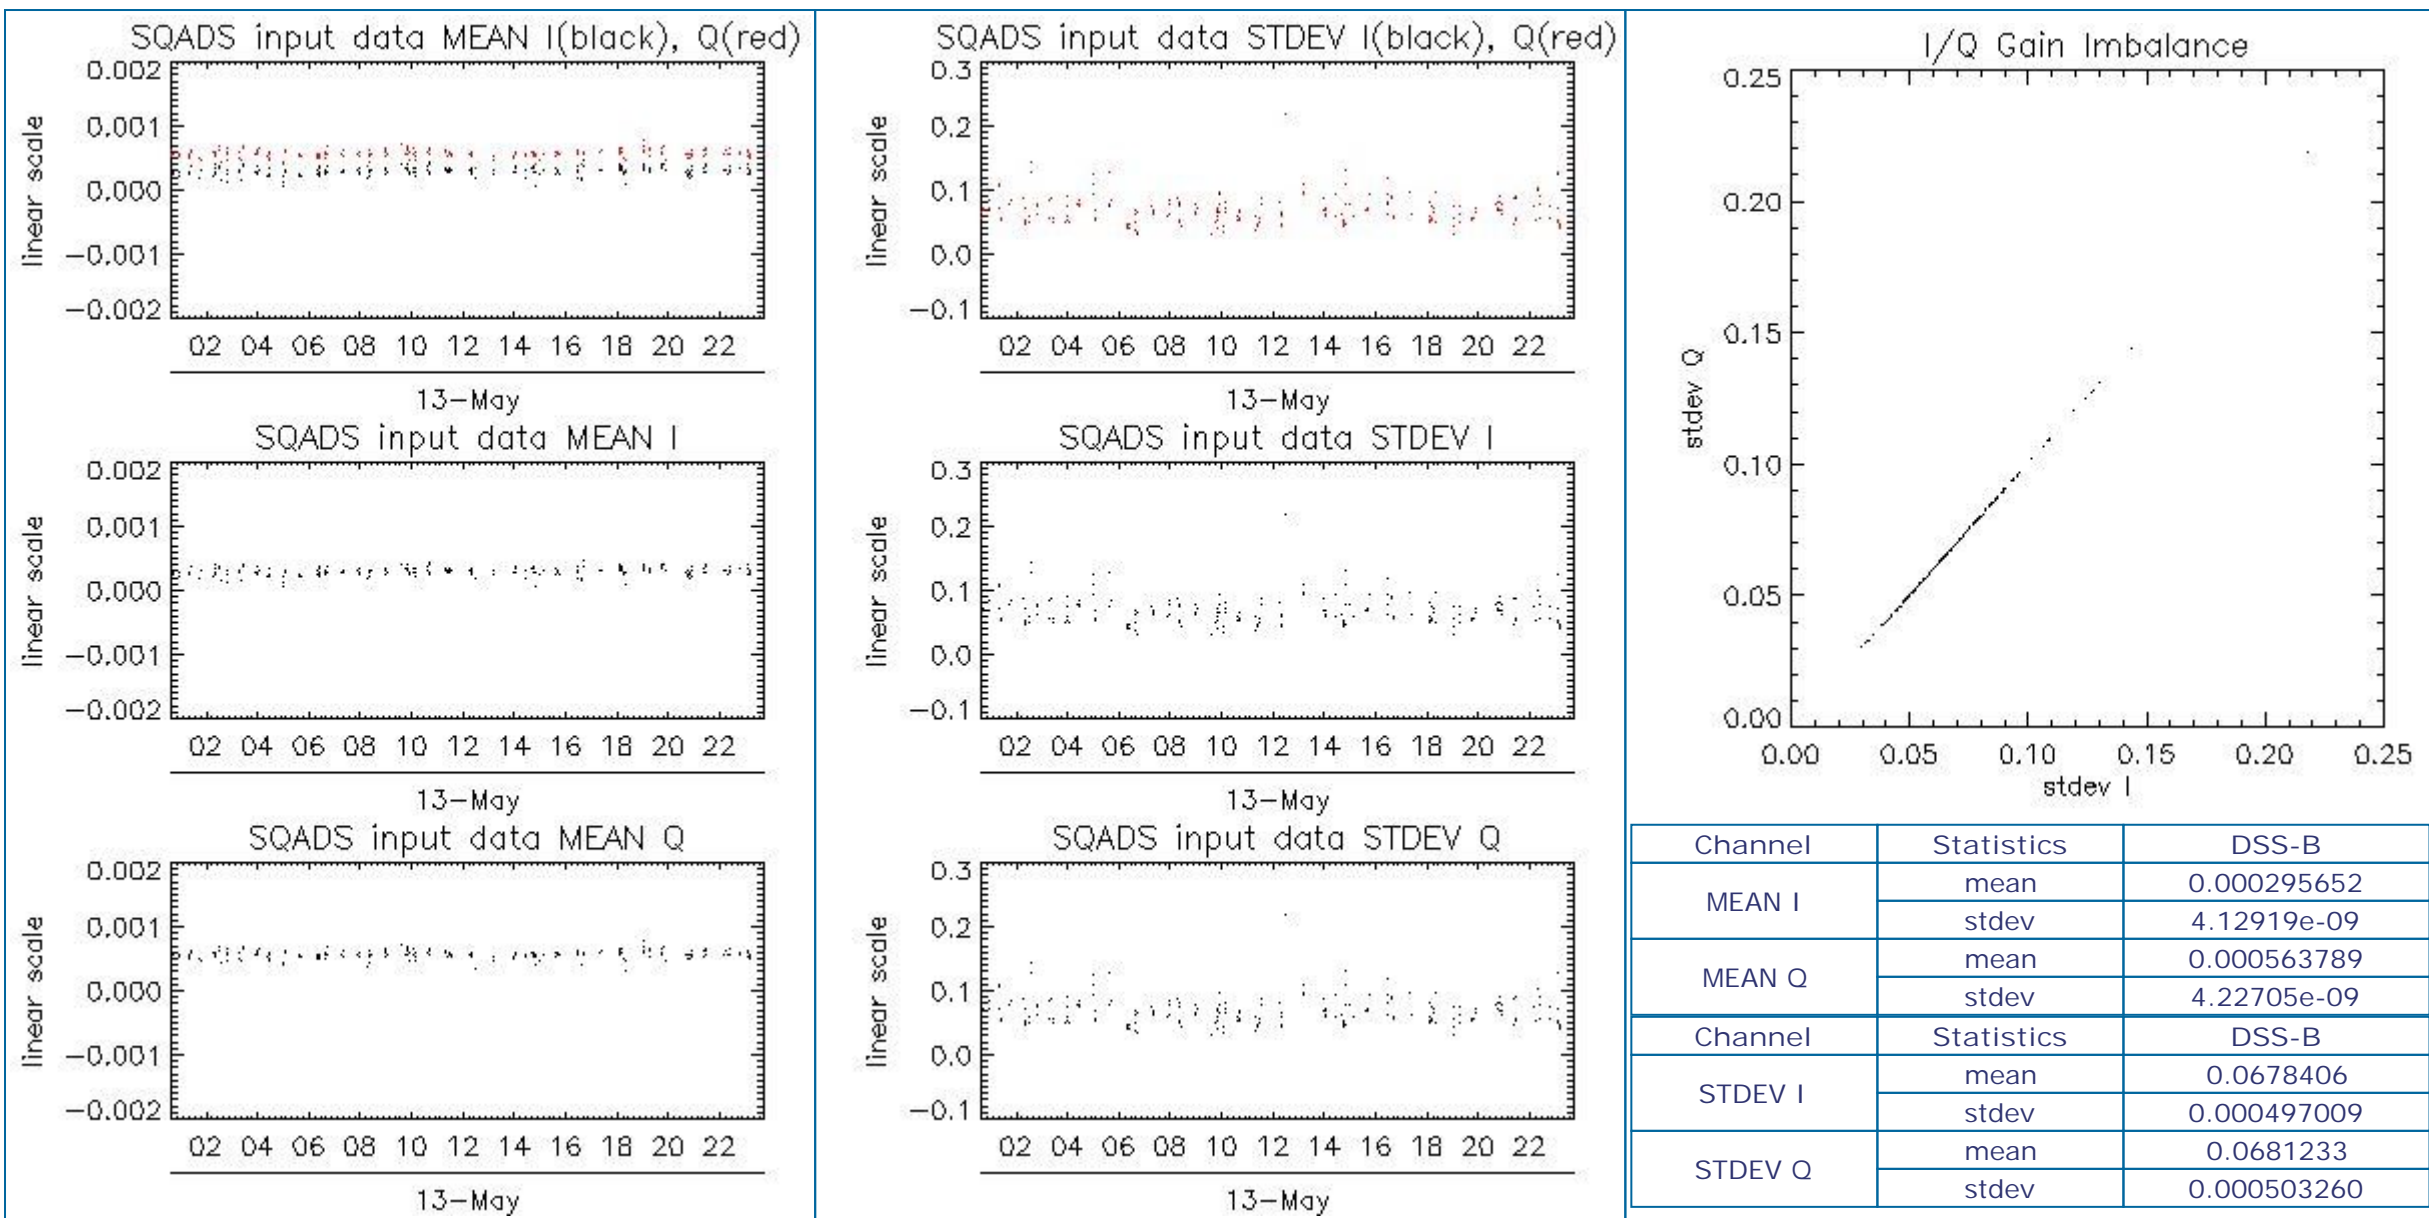 SQADS input data MEAN I(black), Q(red)
0.002
0.001
0.000
-0.001
-0.002
linear scale
02 04 06 08 10 12 14 16 18 20 22
13-May
SQADS input data MEAN I
0.002
0.001
0.000
-0.001
-0.002
linear scale
02 04 06 08 10 12 14 16 18 20 22
13-May
SQADS input data MEAN Q
0.002
0.001
0.000
-0.001
-0.002
linear scale
02 04 06 08 10 12 14 16 18 20 22
13-May
SQADS input data STDEV I(black), Q(red)
0.3
0.2
0.1
0.0
-0.1
linear scale
02 04 06 08 10 12 14 16 18 20 22
13-May
SQADS input data STDEV I
0.3
0.2
0.1
0.0
-0.1
linear scale
02 04 06 08 10 12 14 16 18 20 22
13-May
SQADS input data STDEV Q
0.3
0.2
0.1
0.0
-0.1
linear scale
02 04 06 08 10 12 14 16 18 20 22
13-May
I/Q Gain Imbalance
0.25
0.20
0.15
0.10
0.05
0.00
stdev Q
0.00 0.05 0.10 0.15 0.20 0.25
stdev I
Channel Statistics DSS-B
MEAN I mean 0.000295652
stdev 4.12919e-09
MEAN Q mean 0.000563789
stdev 4.22705e-09
Channel Statistics DSS-B
STDEV I mean 0.0678406
stdev 0.000497009
STDEV Q mean 0.0681233
stdev 0.000503260